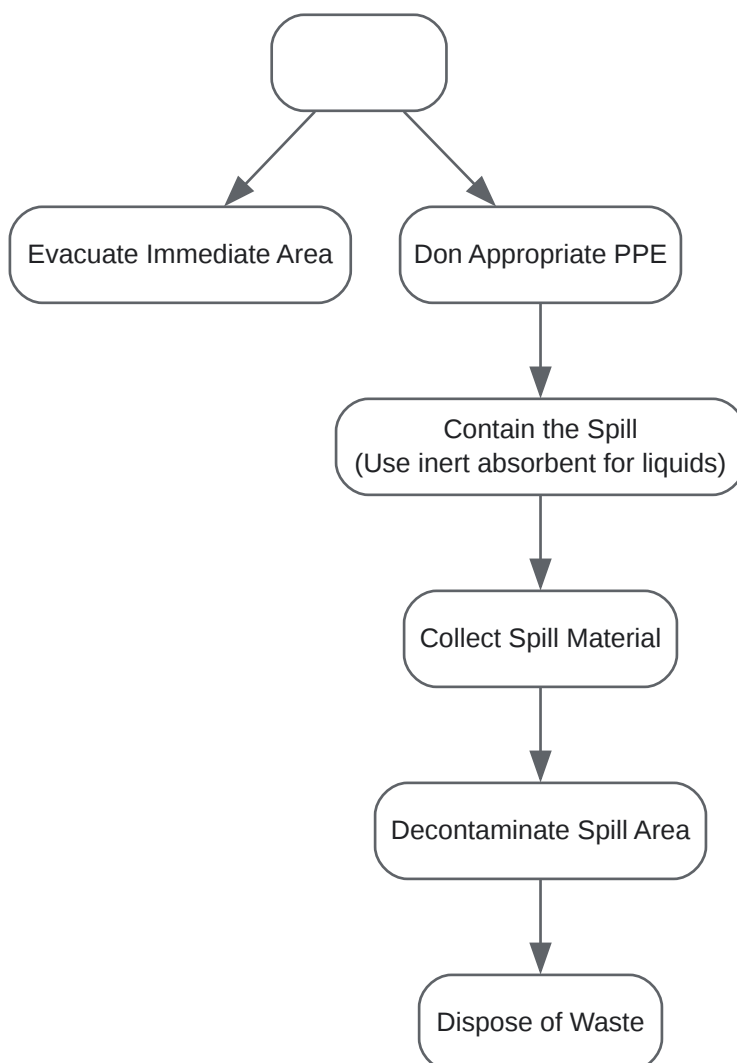 Evacuate Immediate Area
Don Appropriate PPE
Contain the Spill
(Use inert absorbent for liquids)
Collect Spill Material
Decontaminate Spill Area
Dispose of Waste